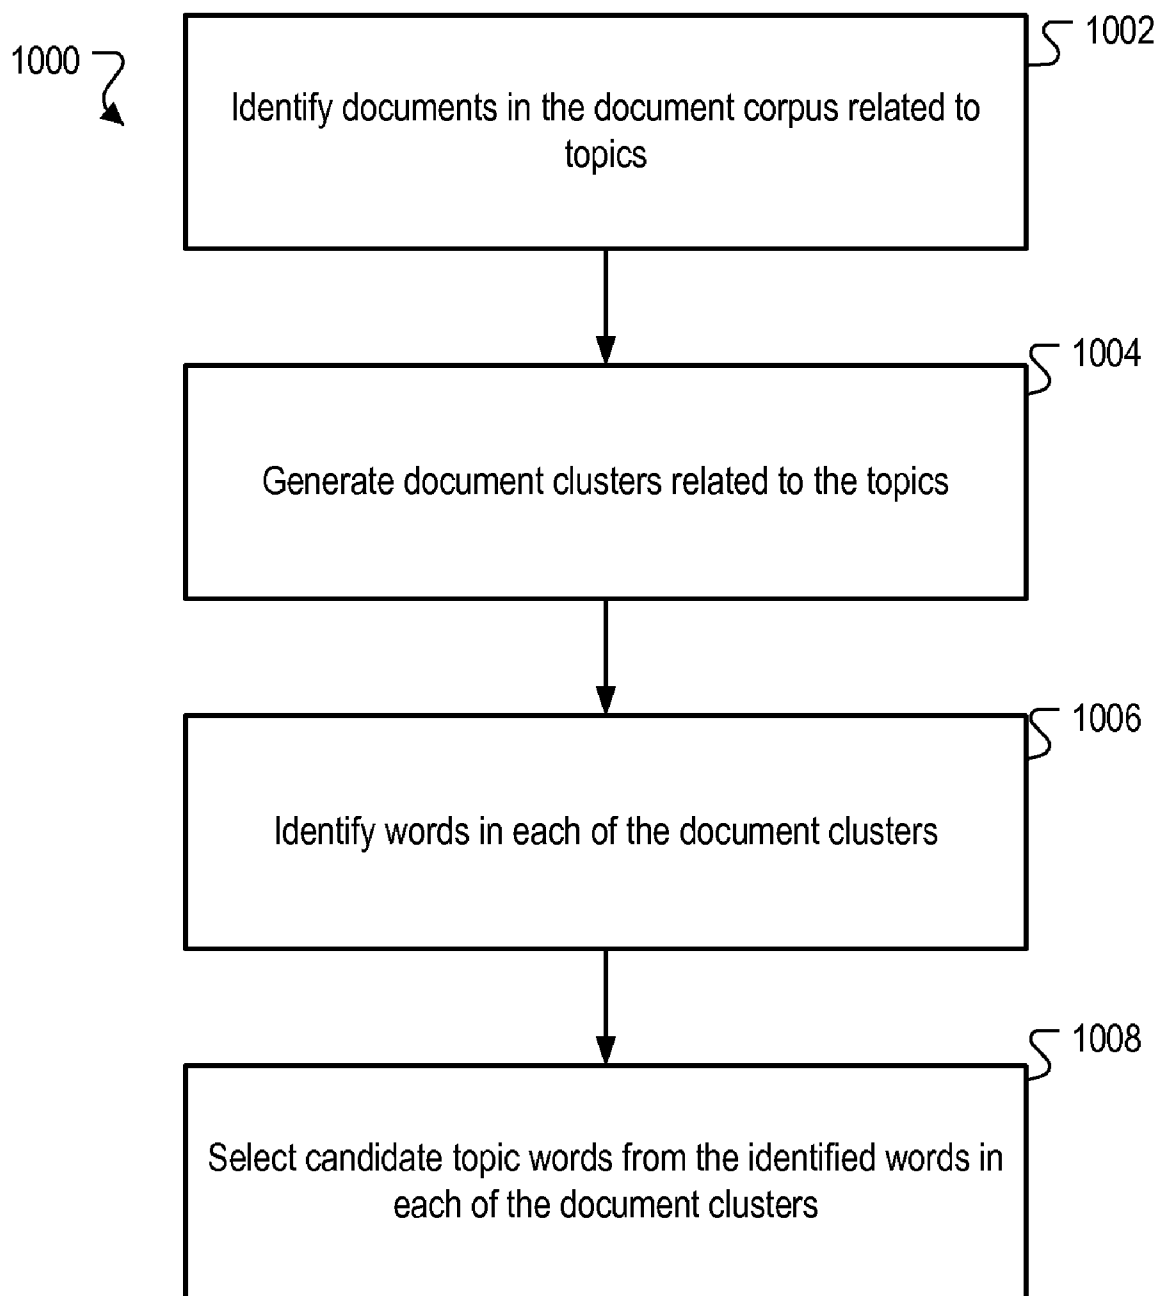 1000
1002
Identify documents in the document corpus related to
topics
1004
Generate document clusters related to the topics
1006
Identify words in each of the document clusters
1008
Select candidate topic words from the identified words in
each of the document clusters